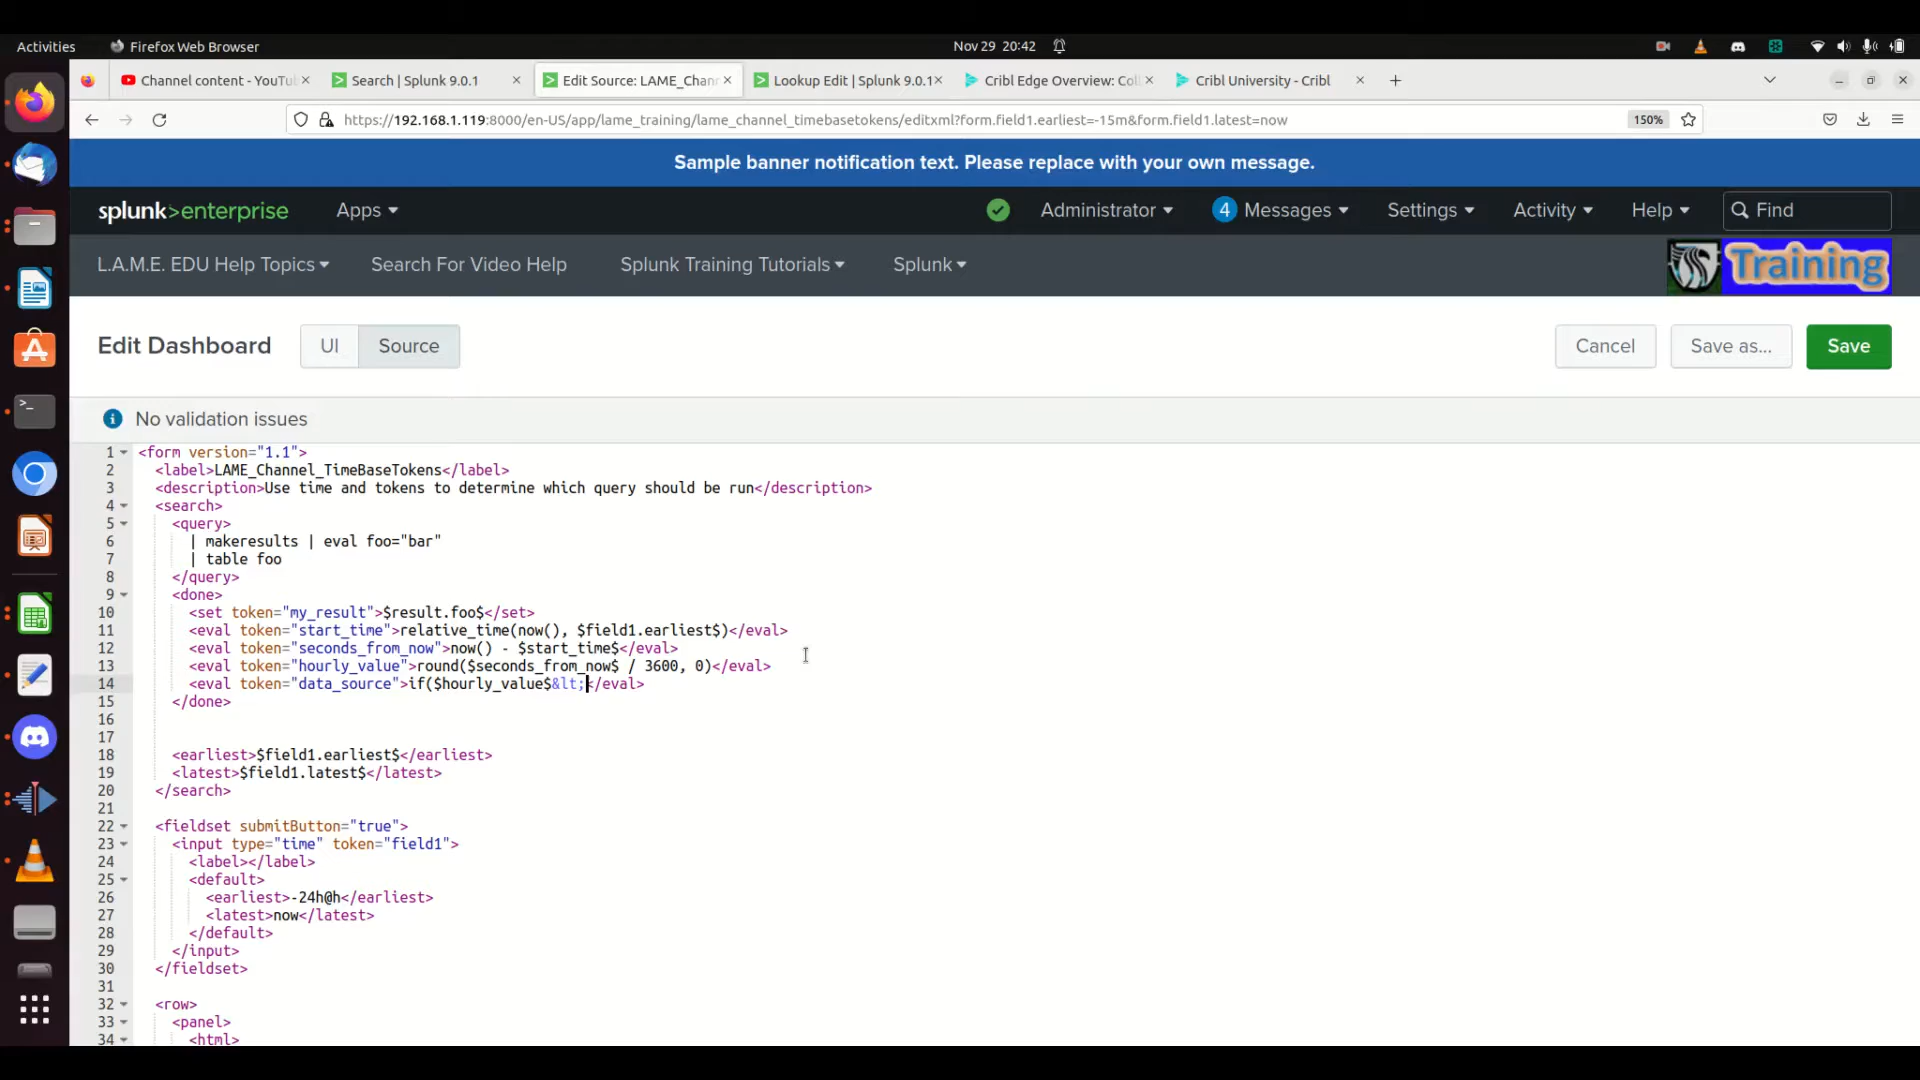 Activities
Firefox Web Browser
Nov 29 20:42
Channel content - YouTu
Search | Splunk 9.0.1
Edit Source: LAME_Chan
Lookup Edit | Splunk 9.0.1
Cribl Edge Overview: Col
Cribl University - Cribl
https://192.168.1.119:8000/en-US/app/lame_training/lame_channel_timebasetokens/editxml?form.field1.earliest=-15m&form.field1.latest=now
150%
Sample banner notification text. Please replace with your own message.
splunk>enterprise
Apps
Administrator
4 Messages
Settings
Activity
Help
Find
L.A.M.E. EDU Help Topics
Search For Video Help
Splunk Training Tutorials
Splunk
Training
Edit Dashboard
UI
Source
Cancel
Save as...
Save
No validation issues
1 <form version="1.1">
2 <label>LAME_Channel_TimeBaseTokens</label>
3 <description>Use time and tokens to determine which query should be run</description>
4 <search>
5 <query>
6 | makeresults | eval foo="bar"
7 | table foo
8 </query>
9 <done>
10 <set token="my_result">$result.foo$</set>
11 <eval token="start_time">relative_time(now(), $field1.earliest$)</eval>
12 <eval token="seconds_from_now">now() - $start_time$</eval>
13 <eval token="hourly_value">round($seconds_from_now$ / 3600, 0)</eval>
14 <eval token="data_source">if($hourly_value$&lt;</eval>
15 </done>
16
17
18 <earliest>$field1.earliest$</earliest>
19 <latest>$field1.latest$</latest>
20 </search>
21
22 <fieldset submitButton="true">
23 <input type="time" token="field1">
24 <label></label>
25 <default>
26 <earliest>-24h@h</earliest>
27 <latest>now</latest>
28 </default>
29 </input>
30 </fieldset>
31
32 <row>
33 <panel>
34 <html>